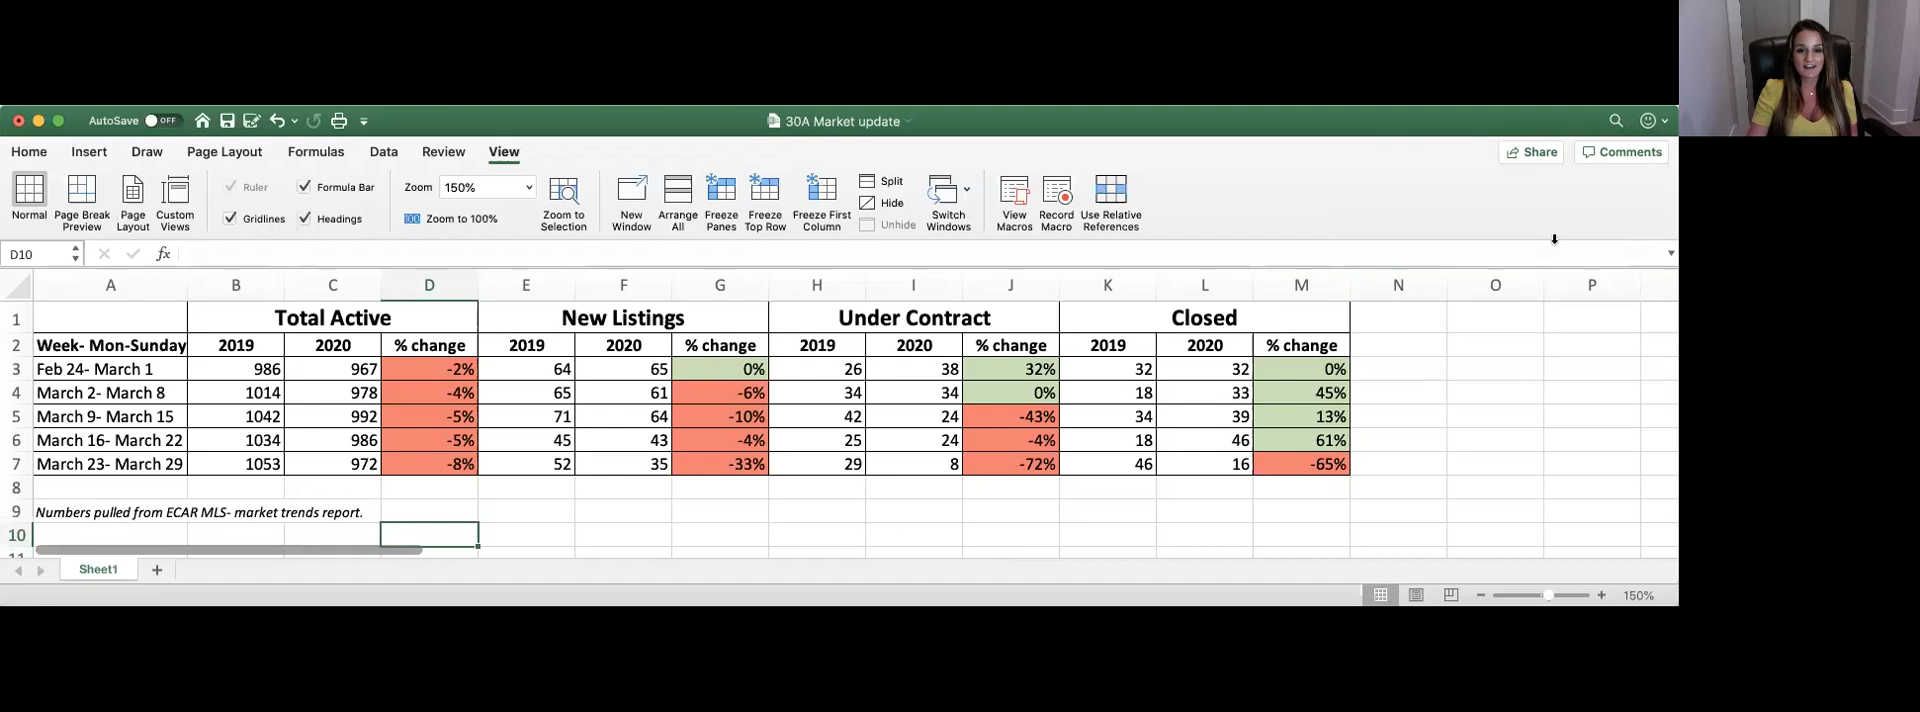 AutoSave OFF 30A Market update
Home Insert Draw Page Layout Formulas Data Review View Share Comments
Ruler Formula Bar Zoom 150% Split
Hide
Unhide
Gridlines Headings 100 Zoom to 100%
Normal Page Break Preview Page Layout Custom Views Zoom to Selection New Window Arrange All Freeze Panes Freeze Top Row Freeze First Column Switch Windows View Macros Record Macro Use Relative References
D10 fx
A B C D E F G H I J K L M N O P
1 Total Active New Listings Under Contract Closed
2 Week- Mon-Sunday 2019 2020 % change 2019 2020 % change 2019 2020 % change 2019 2020 % change
3 Feb 24- March 1 986 967 -2% 64 65 0% 26 38 32% 32 32 0%
4 March 2- March 8 1014 978 -4% 65 61 -6% 34 34 0% 18 33 45%
5 March 9- March 15 1042 992 -5% 71 64 -10% 42 24 -43% 34 39 13%
6 March 16- March 22 1034 986 -5% 45 43 -4% 25 24 -4% 18 46 61%
7 March 23- March 29 1053 972 -8% 52 35 -33% 29 8 -72% 46 16 -65%
8
9 Numbers pulled from ECAR MLS- market trends report.
10
11
Sheet1
150%